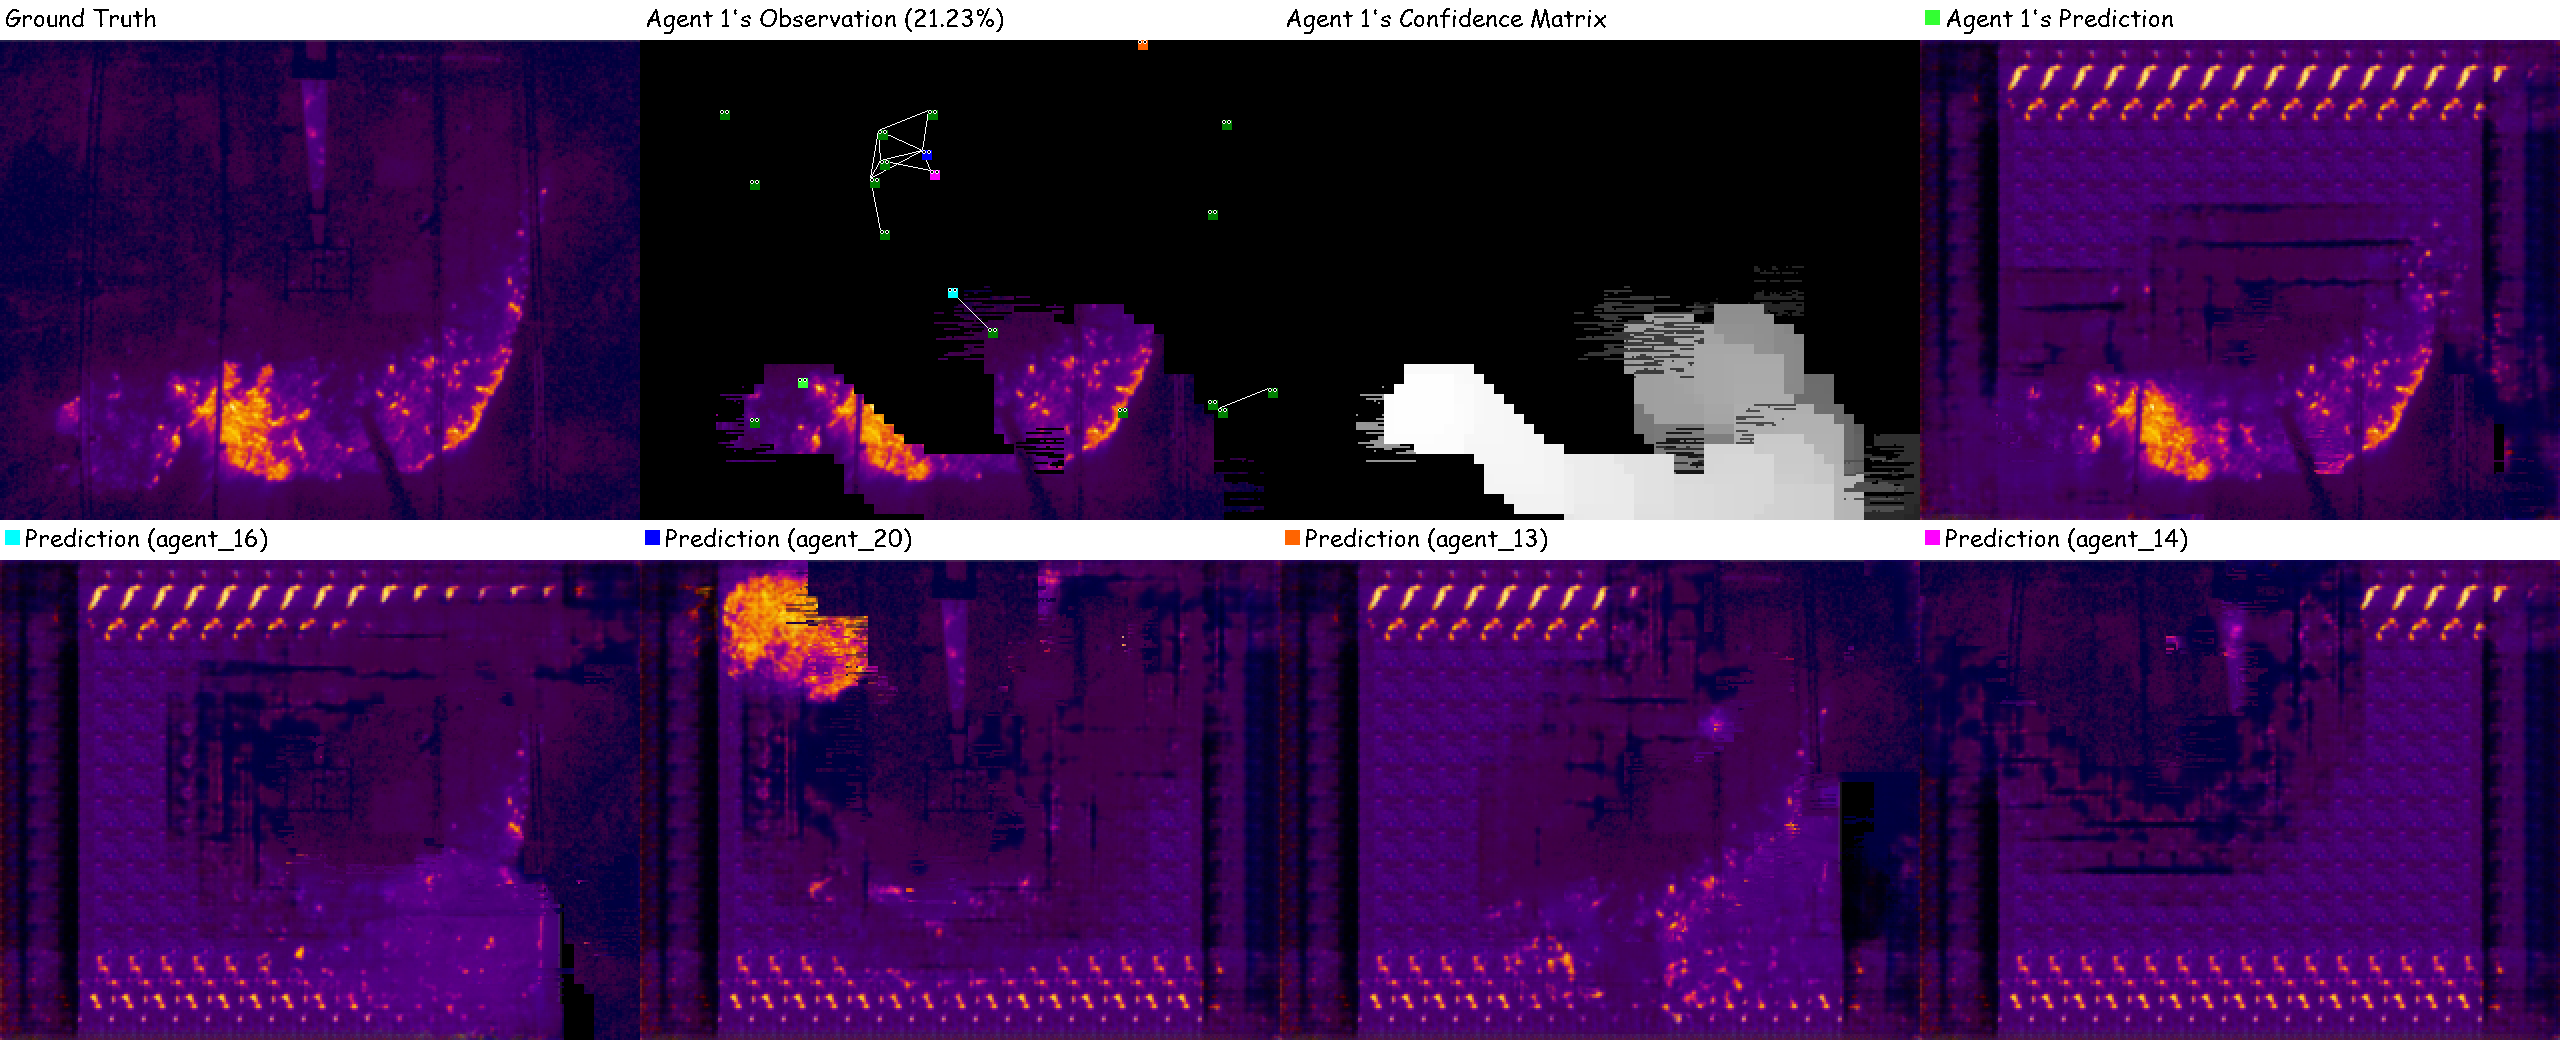 Ground Truth
Agent 1's Observation (21.23%)
Agent 1's Confidence Matrix
Agent 1's Prediction
Prediction (agent_16)
Prediction (agent_20)
Prediction (agent_13)
Prediction (agent_14)